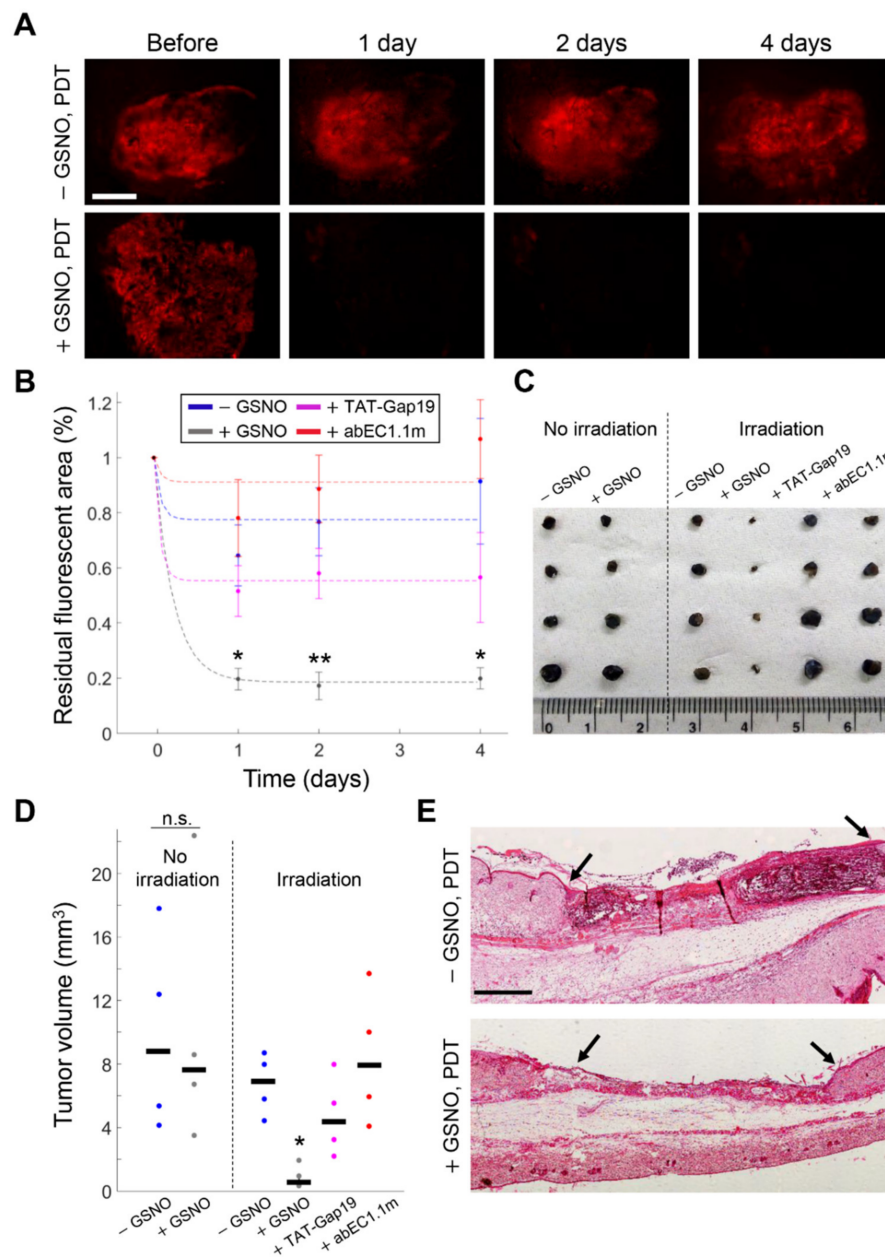 A
Before 1 day 2 days 4 days
− GSNO, PDT
+ GSNO, PDT
B
Residual fluorescent area (%)
1.2
1
0.8
0.6
0.4
0.2
0
− GSNO + TAT-Gap19
+ GSNO + abEC1.1m
* ** *
0 1 2 3 4
Time (days)
C
No irradiation Irradiation
− GSNO + GSNO − GSNO + GSNO + TAT-Gap19 + abEC1.1m
0 1 2 3 4 5 6
D
Tumor volume (mm³)
n.s.
No
irradiation
Irradiation
20
16
12
8
4
0
*
− GSNO + GSNO − GSNO + GSNO + TAT-Gap19 + abEC1.1m
E
− GSNO, PDT
+ GSNO, PDT